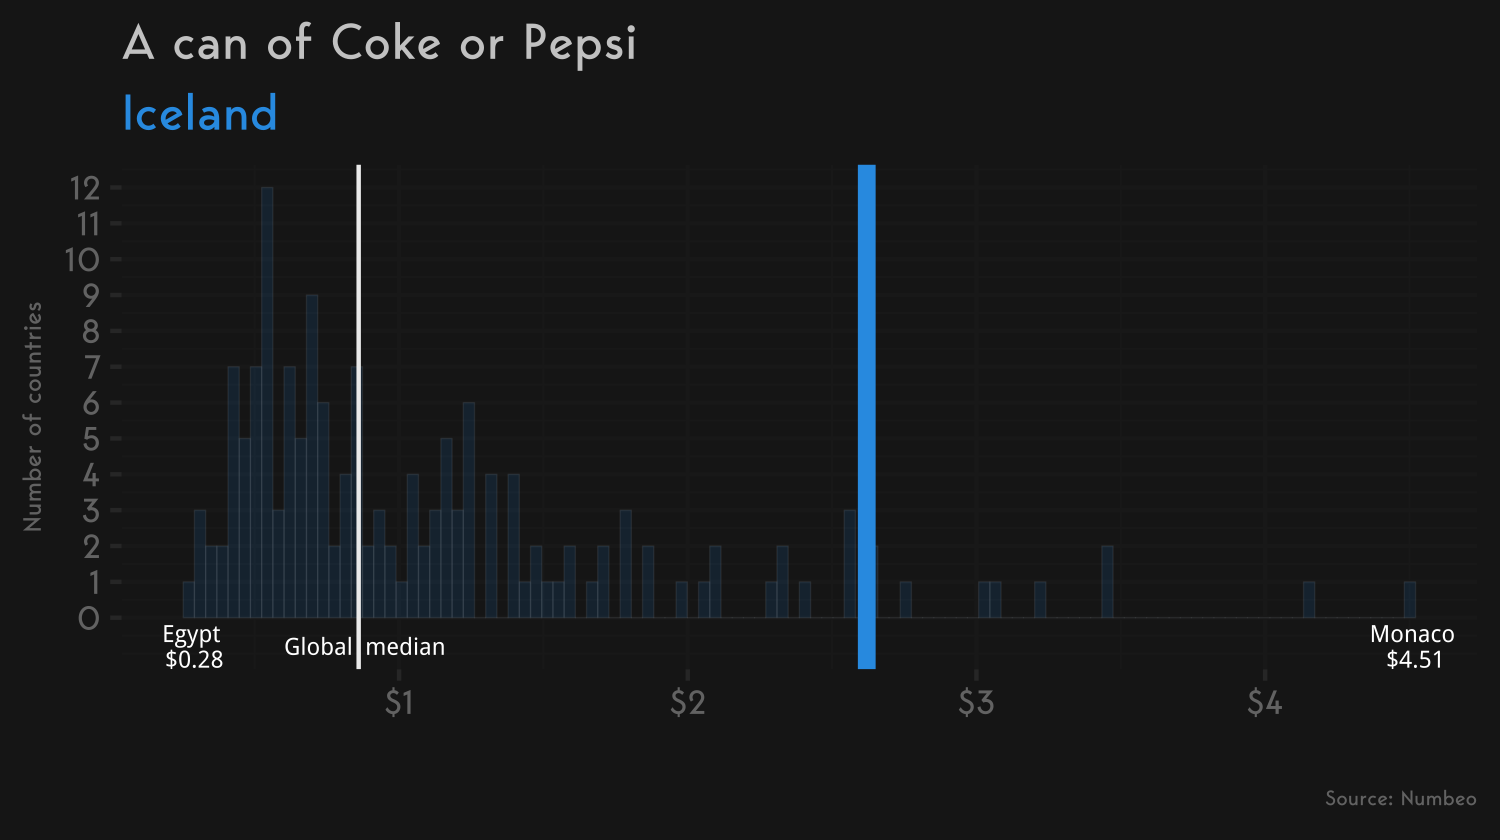 A can of Coke or Pepsi
Iceland
Number of countries
12
11
10
9
8
7
6
5
4
3
2
1
0
Egypt
$0.28
Global median
Monaco
$4.51
$1 $2 $3 $4
Source: Numbeo